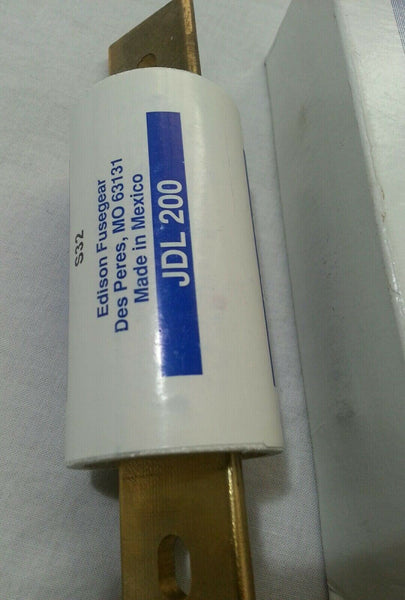 S32
Edison Fusegear
Des Peres, MO 63131
Made in Mexico
JDL 200